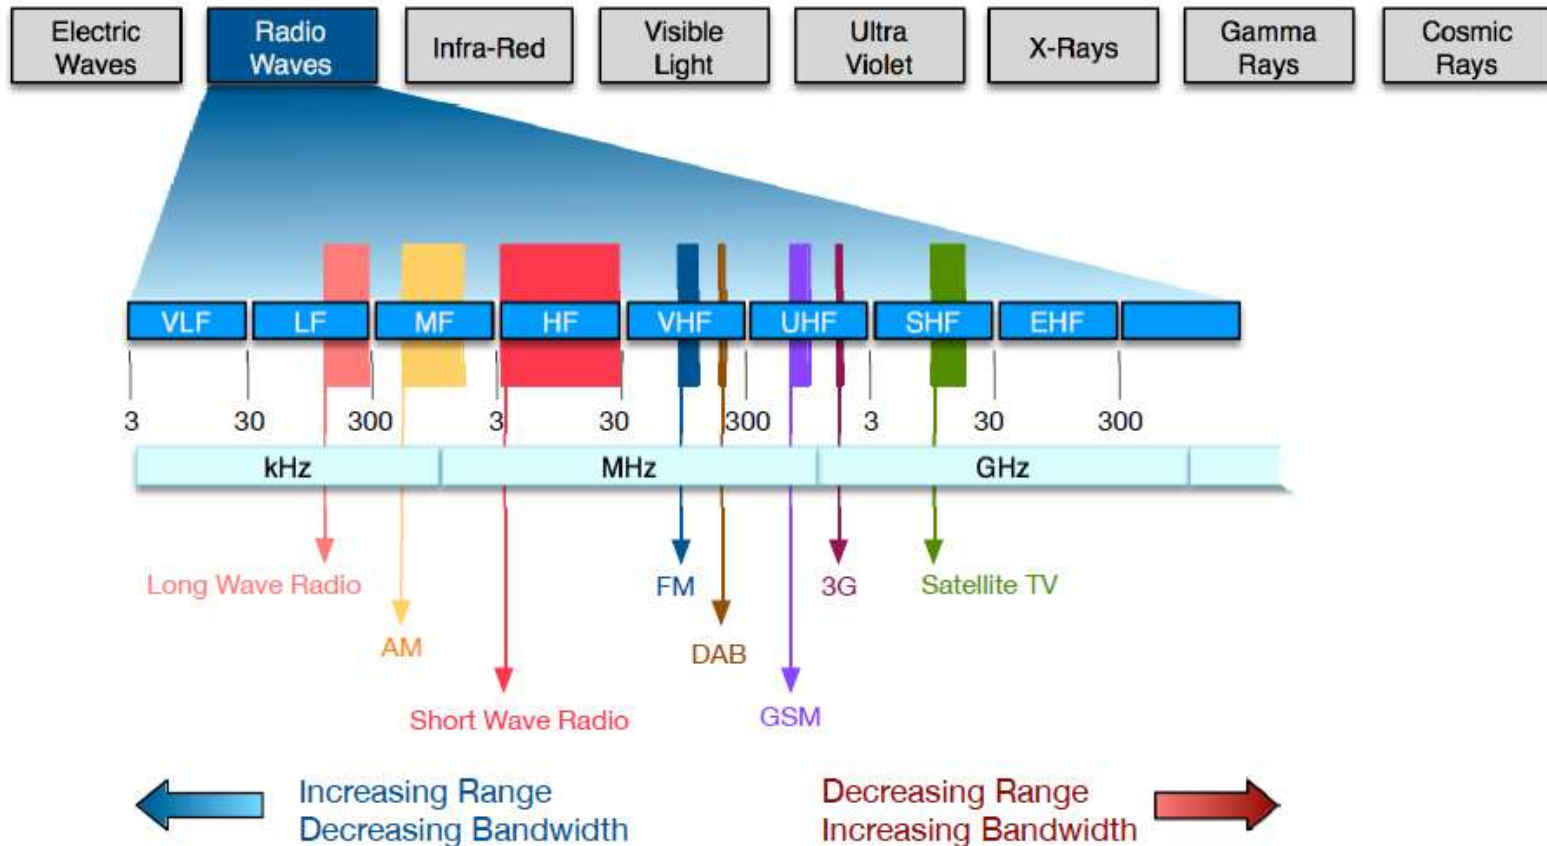 Electric
Waves
Radio
Waves
Infra-Red
Visible
Light
Ultra
Violet
X-Rays
Gamma
Rays
Cosmic
Rays
VLF
LF
MF
HF
VHF
UHF
SHF
EHF
3
30
300
3
30
300
3
30
300
kHz
MHz
GHz
Long Wave Radio
FM
3G
Satellite TV
AM
DAB
Short Wave Radio
GSM
Increasing Range
Decreasing Bandwidth
Decreasing Range
Increasing Bandwidth